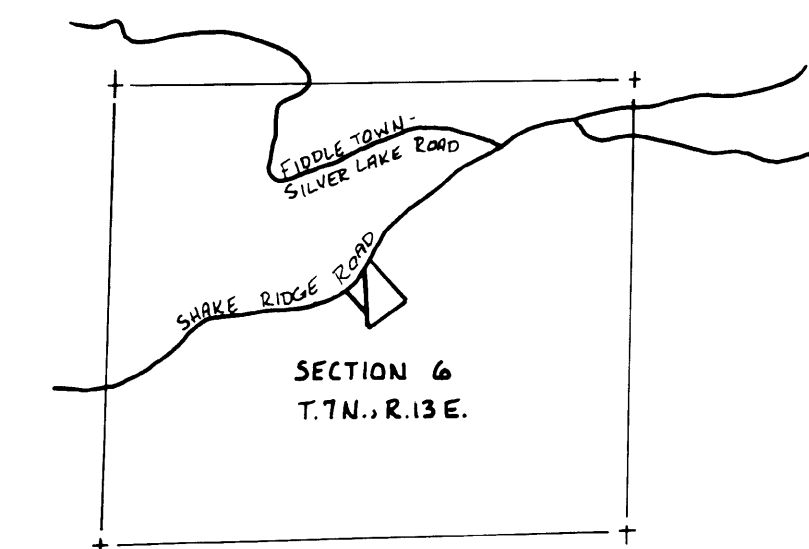 FIDDLE TOWN-
SILVER LAKE ROAD
SHAKE RIDGE ROAD
SECTION 6
T.7N., R.13E.